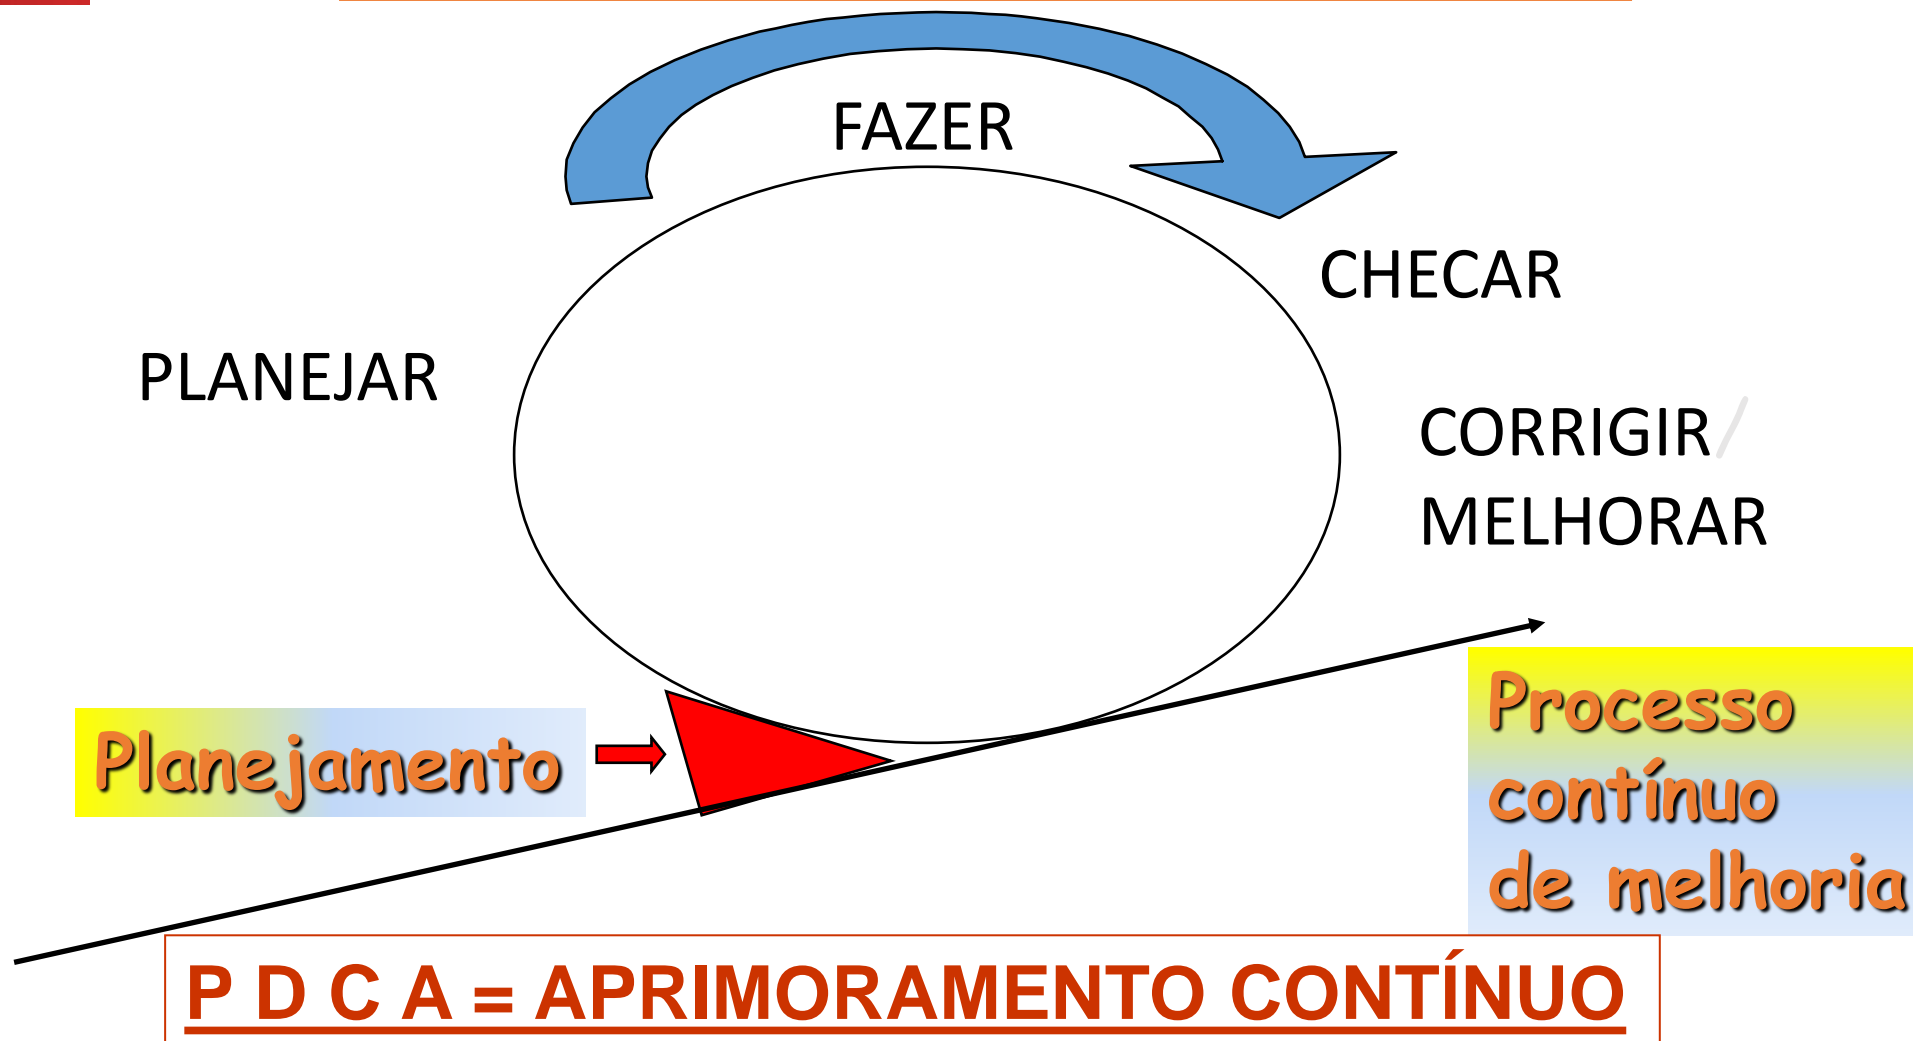 FAZER
CHECAR
PLANEJAR
CORRIGIR/
MELHORAR
Planejamento
Processo
contínuo
de melhoria
P D C A = APRIMORAMENTO CONTÍNUO